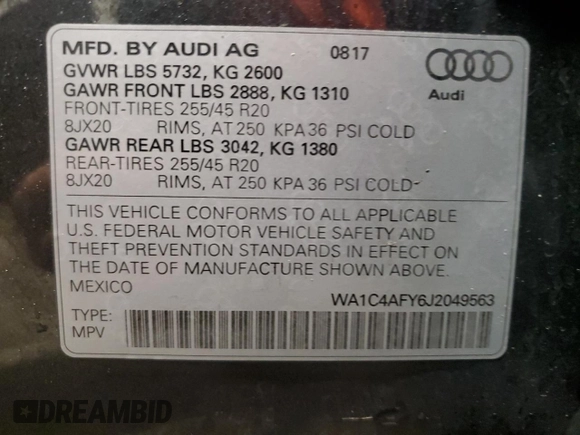 MFD. BY AUDI AG 0817
GVWR LBS 5732, KG 2600
GAWR FRONT LBS 2888, KG 1310
Audi
FRONT-TIRES 255/45 R20
8JX20 RIMS, AT 250 KPA 36 PSI COLD
GAWR REAR LBS 3042, KG 1380
REAR-TIRES 255/45 R20
8JX20 RIMS, AT 250 KPA 36 PSI COLD
THIS VEHICLE CONFORMS TO ALL APPLICABLE
U.S. FEDERAL MOTOR VEHICLE SAFETY AND
THEFT PREVENTION STANDARDS IN EFFECT ON
THE DATE OF MANUFACTURE SHOWN ABOVE.
MEXICO WA1C4AFY6J2049563
TYPE:
MPV
DREAMBID